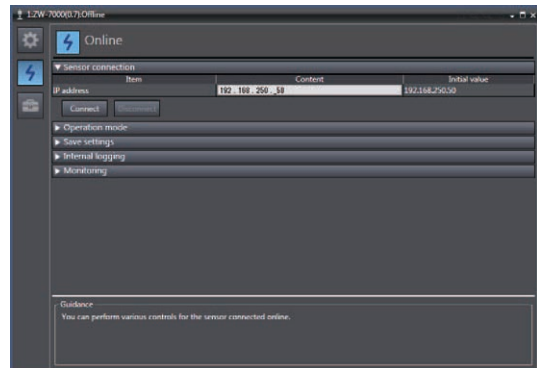 1.ZW-7000(0.7):Offline
Online
▼ Sensor connection
Item Content Initial value
IP address 192 . 168 . 250 . _50 192.168.250.50
Connect Disconnect
▶ Operation mode
▶ Save settings
▶ Internal logging
▶ Monitoring
Guidance
You can perform various controls for the sensor connected online.